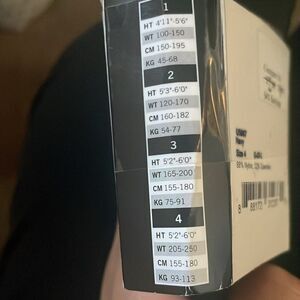 1
HT 4'11"-5'6"
WT 100-150
CM 150-195
KG 45-68
2
HT 5'3"-6'0"
WT 120-170
CM 160-182
KG 54-77
3
HT 5'2"-6'0"
WT 165-200
CM 155-180
KG 75-91
4
HT 5'2"-6'0"
WT 205-250
CM 155-180
KG 93-113
Navy
Size 4